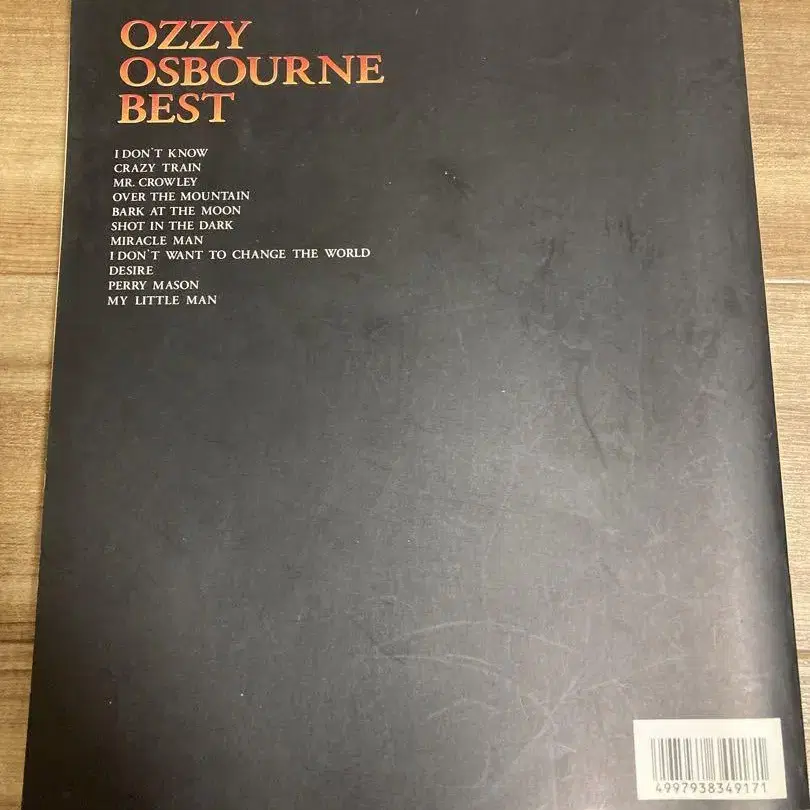 OZZY
OSBOURNE
BEST
I DON'T KNOW
CRAZY TRAIN
MR. CROWLEY
OVER THE MOUNTAIN
BARK AT THE MOON
SHOT IN THE DARK
MIRACLE MAN
I DON'T WANT TO CHANGE THE WORLD
DESIRE
PERRY MASON
MY LITTLE MAN
4997938349171